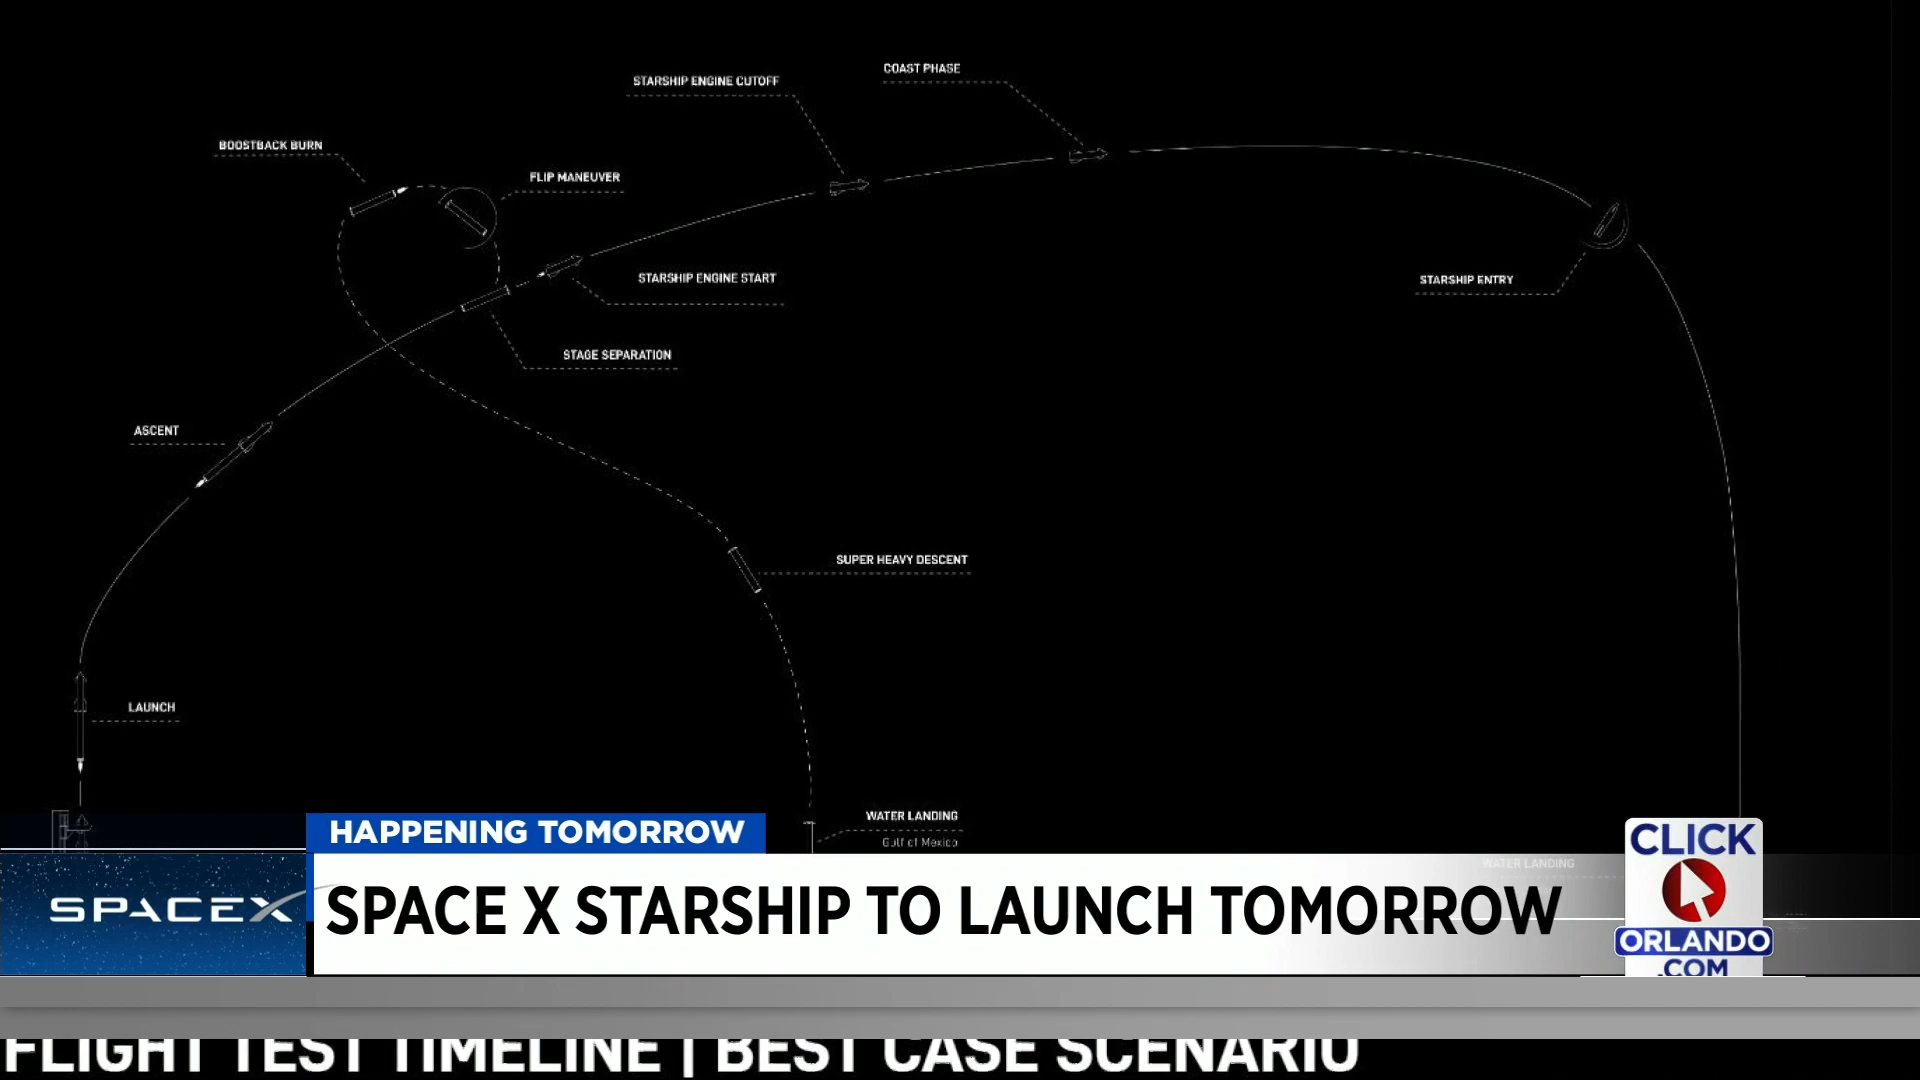 COAST PHASE
STARSHIP ENGINE CUTOFF
BOOSTBACK BURN
FLIP MANEUVER
STARSHIP ENGINE START
STARSHIP ENTRY
STAGE SEPARATION
ASCENT
SUPER HEAVY DESCENT
LAUNCH
WATER LANDING
Gulf of Mexico
HAPPENING TOMORROW
WATER LANDING
SPACEX
SPACE X STARSHIP TO LAUNCH TOMORROW
CLICK
ORLANDO
.COM
FLIGHT TEST TIMELINE | BEST CASE SCENARIO